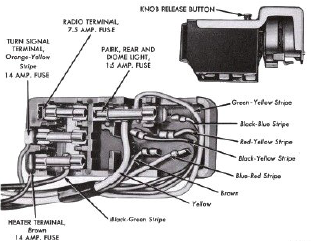 KNOB RELEASE BUTTON
RADIO TERMINAL,
7.5 AMP. FUSE
TURN SIGNAL
TERMINAL,
Orange-Yellow
Stripe
14 AMP. FUSE
PARK, REAR AND
DOME LIGHT,
15 AMP. FUSE
Green-Yellow Stripe
Black-Blue Stripe
Red-Yellow Stripe
Black-Yellow Stripe
Blue-Red Stripe
Brown
Yellow
Black-Green Stripe
HEATER TERMINAL,
Brown
14 AMP. FUSE